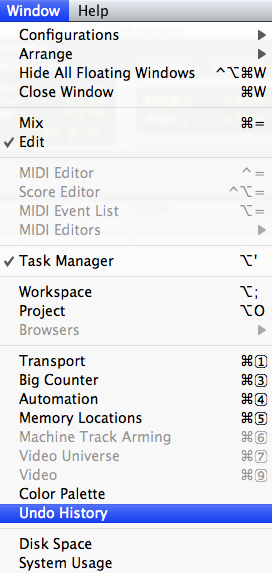 Window Help
Configurations ▶
Arrange ▶
Hide All Floating Windows ⌃⌥⌘W
Close Window ⌘W
Mix ⌘=
✓ Edit
MIDI Editor ⌃=
Score Editor ⌃⌥=
MIDI Event List ⌥=
MIDI Editors ▶
✓ Task Manager ⌥'
Workspace ⌥;
Project ⌥O
Browsers ▶
Transport ⌘1
Big Counter ⌘3
Automation ⌘4
Memory Locations ⌘5
Machine Track Arming ⌘6
Video Universe ⌘7
Video ⌘9
Color Palette
Undo History
Disk Space
System Usage